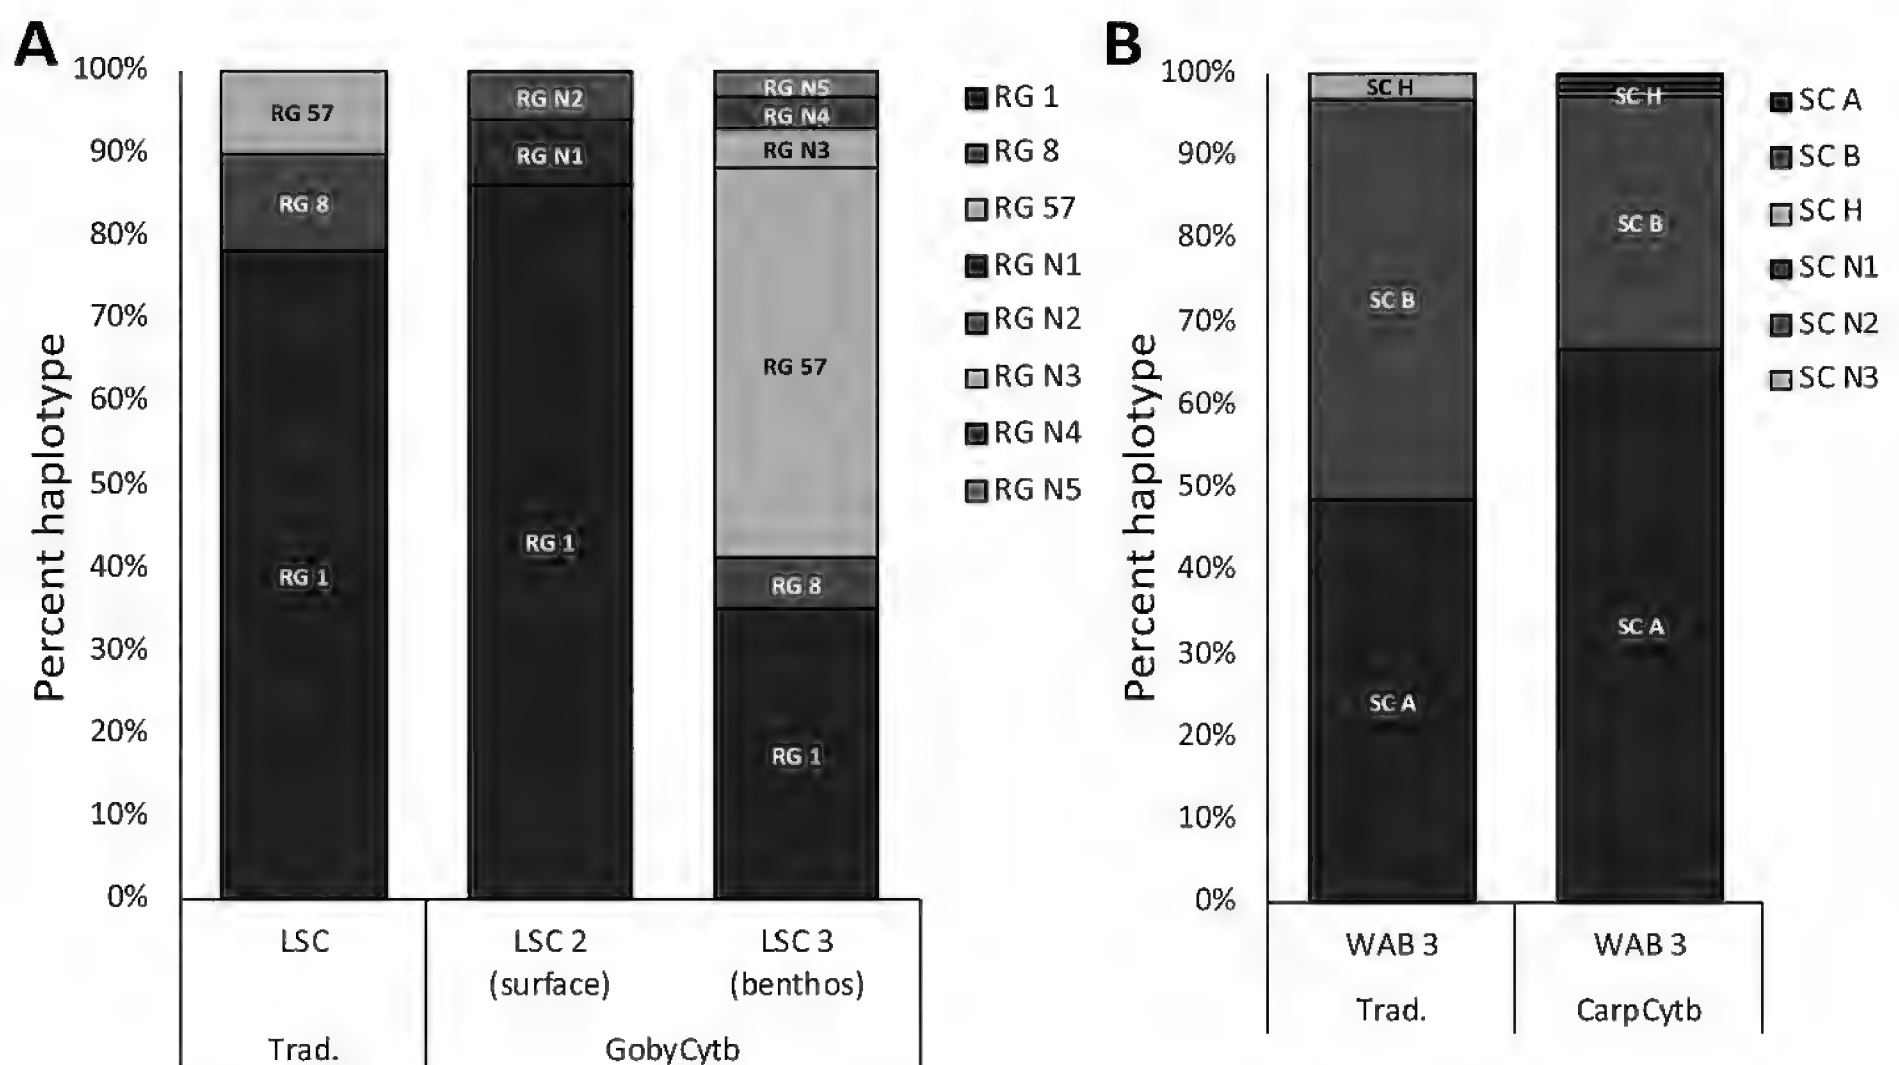 A
Percent haplotype
100%
90%
80%
70%
60%
50%
40%
30%
20%
10%
0%
RG 57
RG 8
RG 1
RG N2
RG N1
RG 1
RG N5
RG N4
RG N3
RG 57
RG 8
RG 1
LSC
LSC 2
(surface)
LSC 3
(benthos)
Trad.
GobyCytb
RG 1
RG 8
RG 57
RG N1
RG N2
RG N3
RG N4
RG N5
B
Percent haplotype
100%
90%
80%
70%
60%
50%
40%
30%
20%
10%
0%
SC H
SC B
SC A
SC H
SC B
SC A
WAB 3
WAB 3
Trad.
CarpCytb
SC A
SC B
SC H
SC N1
SC N2
SC N3